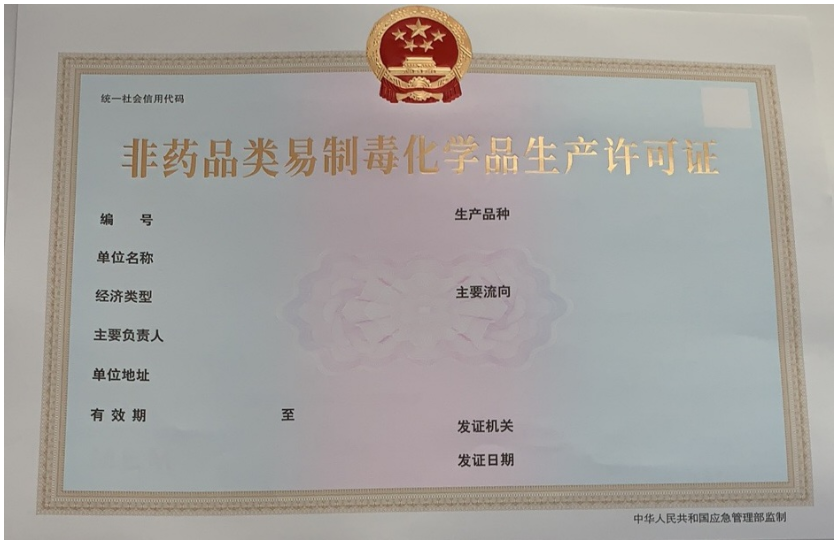 统一社会信用代码
非药品类易制毒化学品生产许可证
编 号
单位名称
经济类型
主要负责人
单位地址
有 效 期 至
生产品种
主要流向
发证机关
发证日期
中华人民共和国应急管理部监制